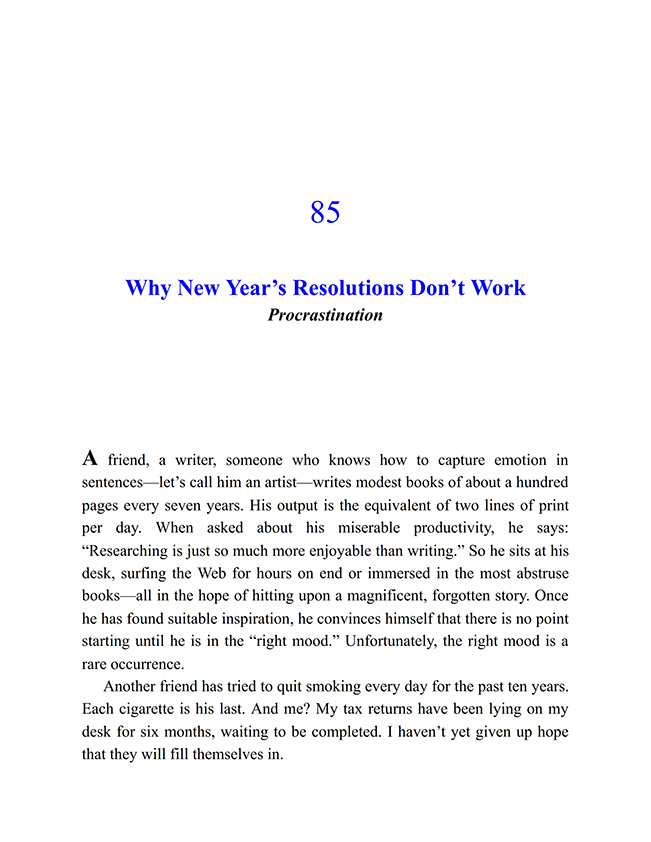 85
Why New Year’s Resolutions Don’t Work
Procrastination
A friend, a writer, someone who knows how to capture emotion in
sentences—let’s call him an artist—writes modest books of about a hundred
pages every seven years. His output is the equivalent of two lines of print
per day. When asked about his miserable productivity, he says:
“Researching is just so much more enjoyable than writing.” So he sits at his
desk, surfing the Web for hours on end or immersed in the most abstruse
books—all in the hope of hitting upon a magnificent, forgotten story. Once
he has found suitable inspiration, he convinces himself that there is no point
starting until he is in the “right mood.” Unfortunately, the right mood is a
rare occurrence.
Another friend has tried to quit smoking every day for the past ten years.
Each cigarette is his last. And me? My tax returns have been lying on my
desk for six months, waiting to be completed. I haven’t yet given up hope
that they will fill themselves in.